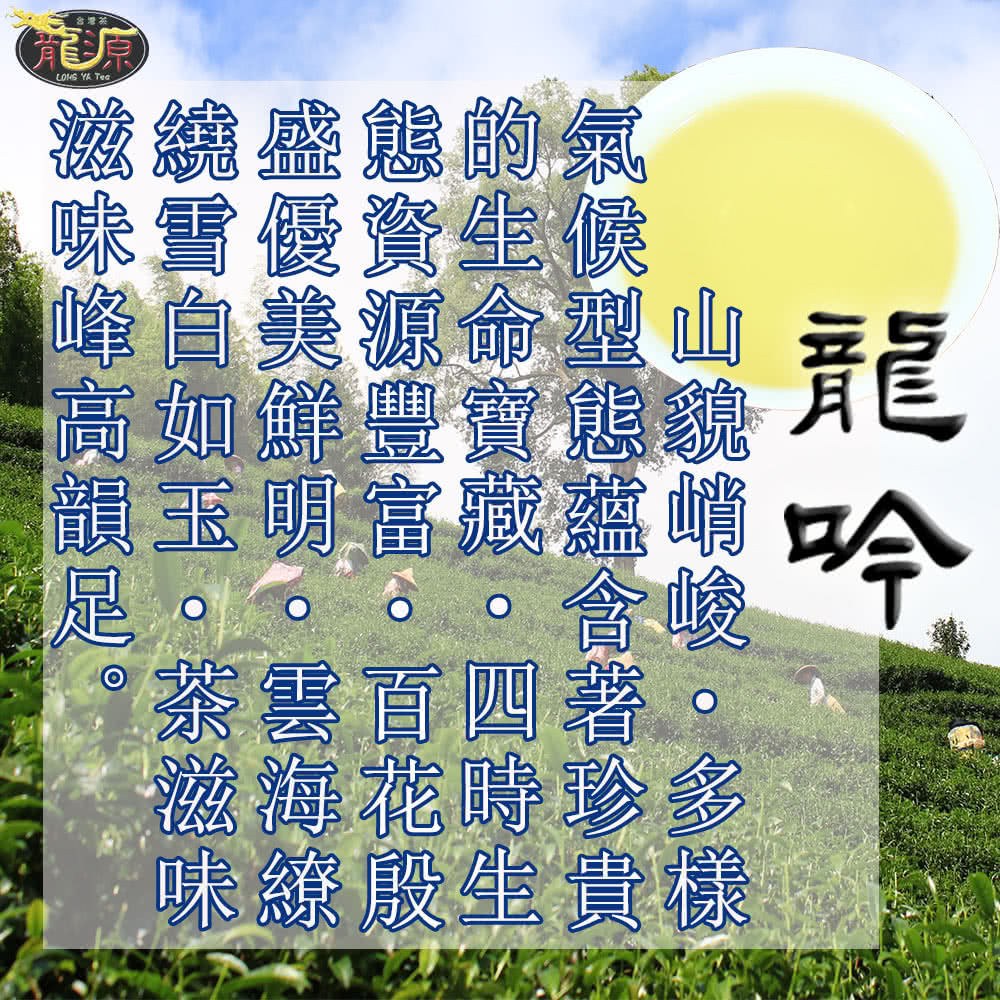 台灣茶
龍源
LONG YA Tea
龍吟
山貌峭峻・多樣
氣候型態蘊含著珍貴
的生命寶藏・四時生
態資源豐富・百花殷
盛優美鮮明・雲海繚
繞雪白如玉・茶滋味
滋味峰高韻足。